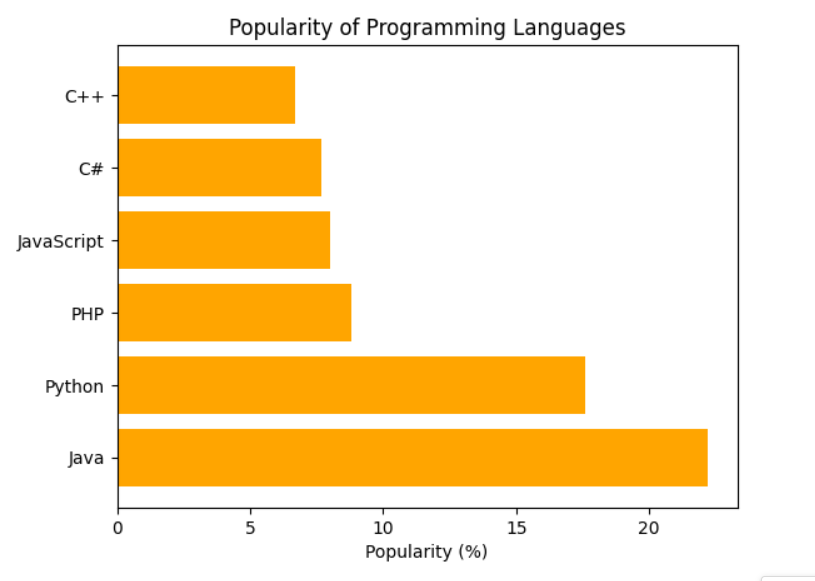 Popularity of Programming Languages
C++
C#
JavaScript
PHP
Python
Java
0 5 10 15 20
Popularity (%)